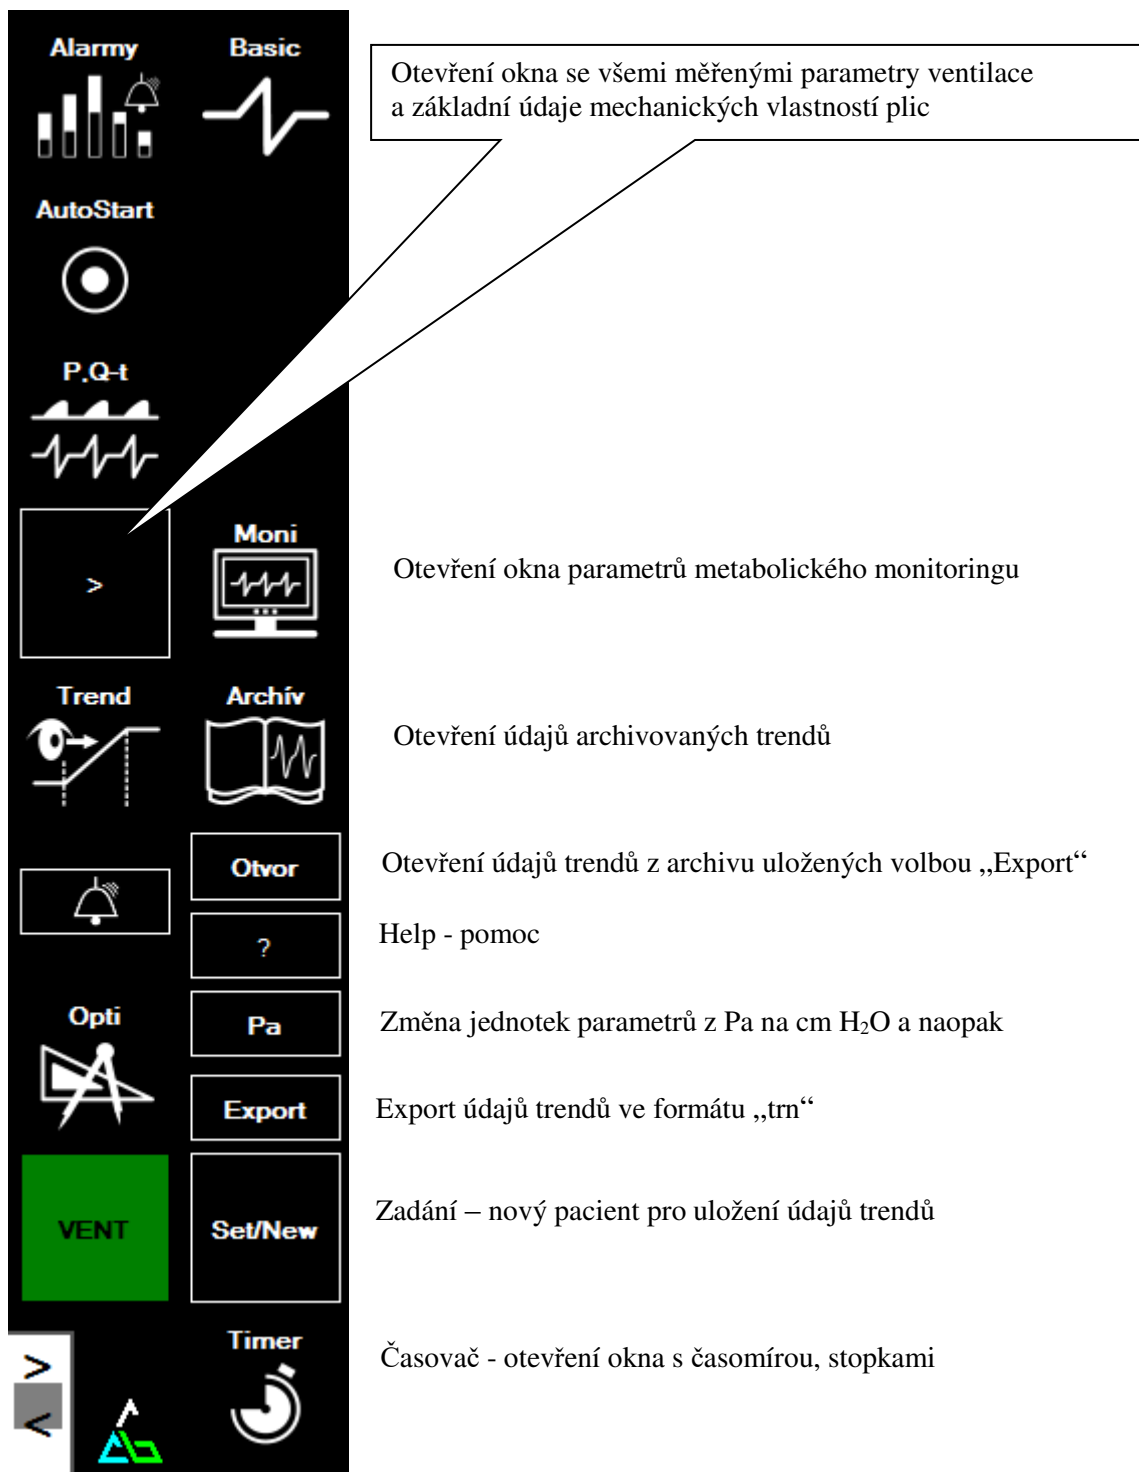 Alarmy
Basic
Otevření okna se všemi měřenými parametry ventilace
a základní údaje mechanických vlastností plic
AutoStart
P.Q-t
>
Moni
Otevření okna parametrů metabolického monitoringu
Trend
Archív
Otevření údajů archivovaných trendů
Otvor
Otevření údajů trendů z archivu uložených volbou „Export“
?
Help - pomoc
Opti
Pa
Změna jednotek parametrů z Pa na cm H₂O a naopak
Export
Export údajů trendů ve formátu „trn“
VENT
Set/New
Zadání – nový pacient pro uložení údajů trendů
Timer
Časovač - otevření okna s časomírou, stopkami
>
<